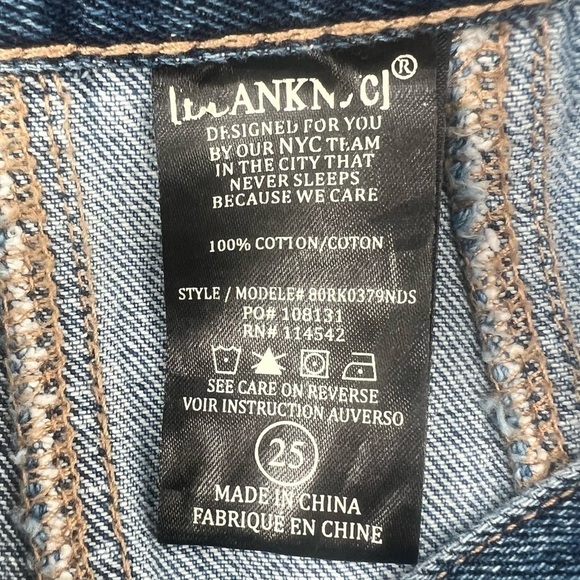 [BLANKNYC]®
DESIGNED FOR YOU
BY OUR NYC TEAM
IN THE CITY THAT
NEVER SLEEPS
BECAUSE WE CARE
100% COTTON/COTON
STYLE / MODELE# 80RK0379NDS
PO# 108131
RN# 114542
SEE CARE ON REVERSE
VOIR INSTRUCTION AUVERSO
25
MADE IN CHINA
FABRIQUE EN CHINE